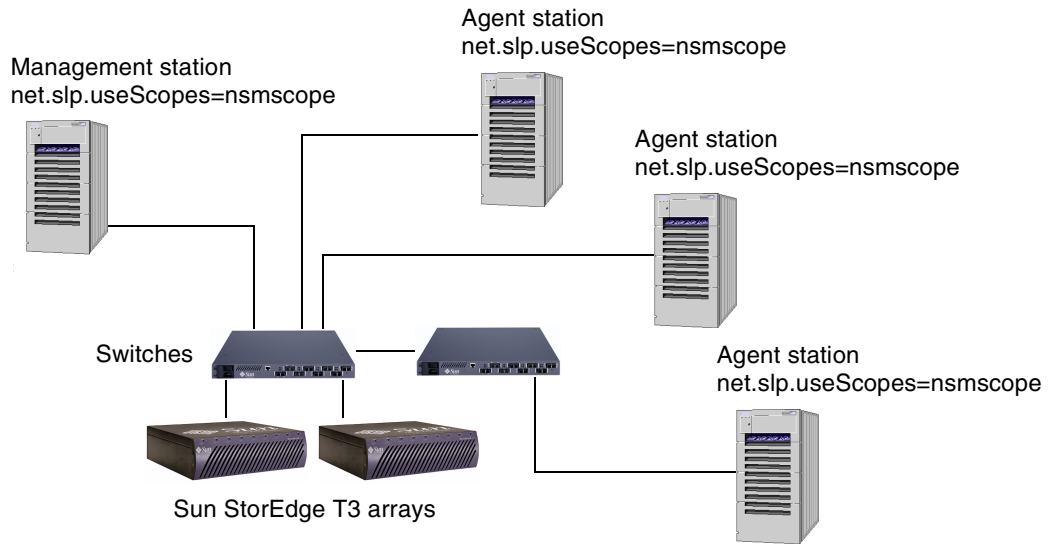 Agent station
net.slp.useScopes=nsmscope
Management station
net.slp.useScopes=nsmscope
Agent station
net.slp.useScopes=nsmscope
Switches
Agent station
net.slp.useScopes=nsmscope
Sun StorEdge T3 arrays